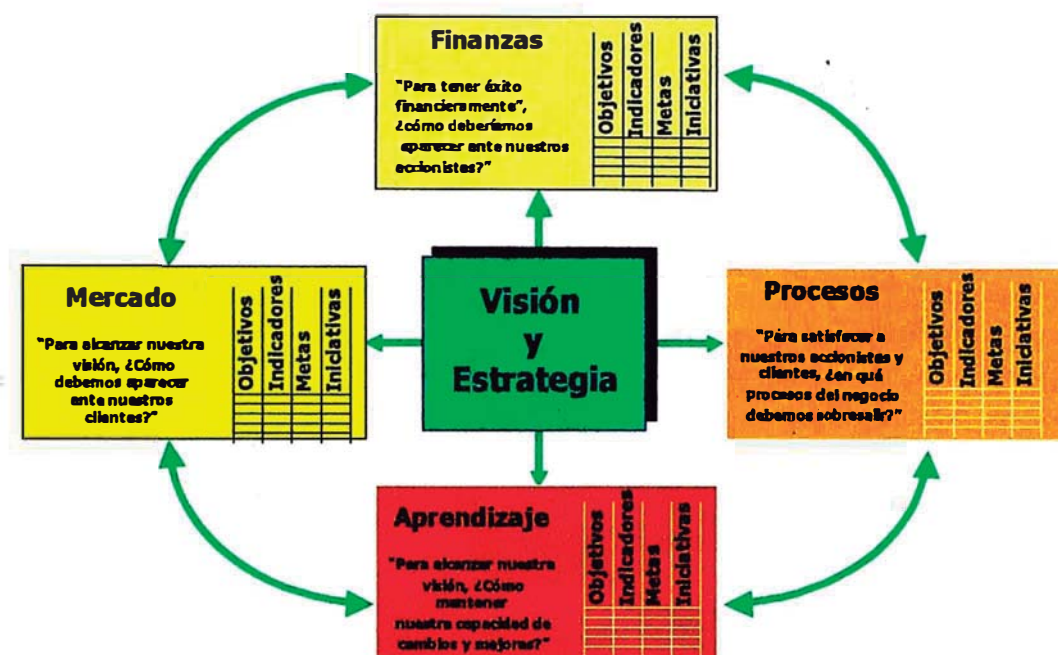 Finanzas
"Para tener éxito
financieramente",
¿cómo deberíamos
aparecer ante nuestros
accionistas?"
Objetivos
Indicadores
Metas
Iniciativas
Mercado
"Para alcanzar nuestra
visión, ¿Cómo
debemos aparecer
ante nuestros
clientes?"
Objetivos
Indicadores
Metas
Iniciativas
Visión
y
Estrategia
Procesos
"Para satisfacer a
nuestros accionistas y
clientes, ¿en qué
procesos del negocio
debemos sobresalir?"
Objetivos
Indicadores
Metas
Iniciativas
Aprendizaje
"Para alcanzar nuestra
visión, ¿Cómo
mantener
nuestra capacidad de
cambios y mejoras?"
Objetivos
Indicadores
Metas
Iniciativas